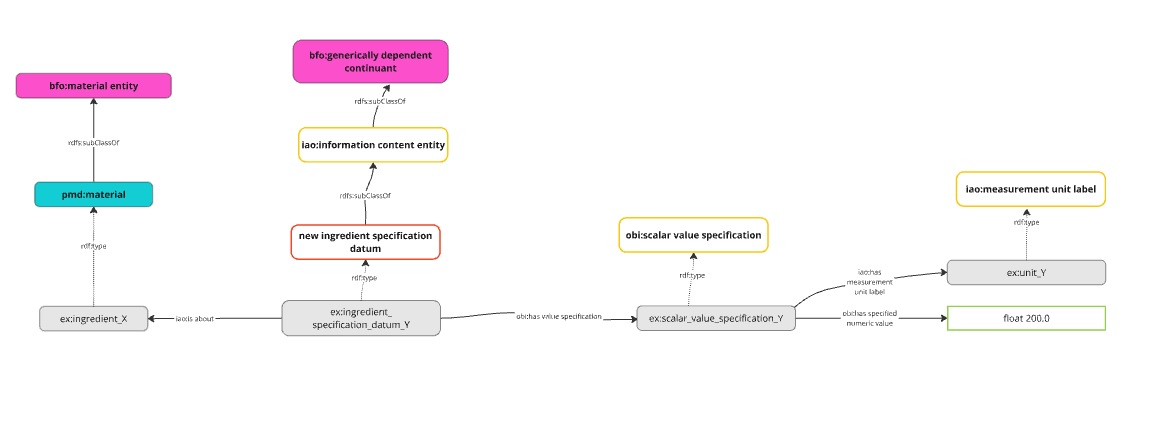 bfo:generically dependent
continuant
bfo:material entity
rdfs:subClassOf
rdfs:subClassOf
iao:information content entity
iao:measurement unit label
pmd:material
rdfs:subClassOf
rdf:type
new ingredient specification
datum
obi:scalar value specification
rdf:type
rdf:type
rdf:type
iao:has
measurement
unit label
ex:unit_Y
ex:ingredient_X
iao:is about
ex:ingredient_
specification_datum_Y
obi:has value specification
ex:scalar_value_specification_Y
obi:has specified
numeric value
float 200.0